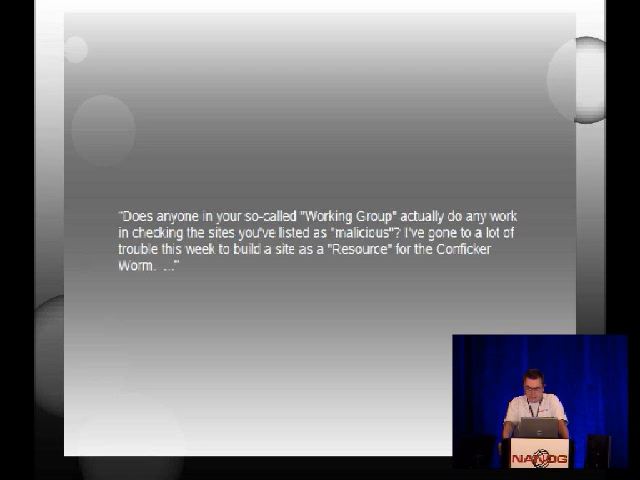 "Does anyone in your so-called "Working Group" actually do any work
in checking the sites you've listed as "malicious"? I've gone to a lot of
trouble this week to build a site as a "Resource" for the Conficker
Worm. ..."
NANOG